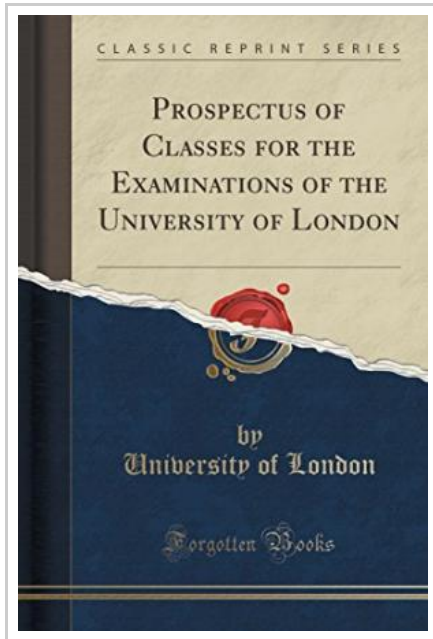 CLASSIC REPRINT SERIES
PROSPECTUS OF
CLASSES FOR THE
EXAMINATIONS OF THE
UNIVERSITY OF LONDON
by
University of London
Forgotten Books